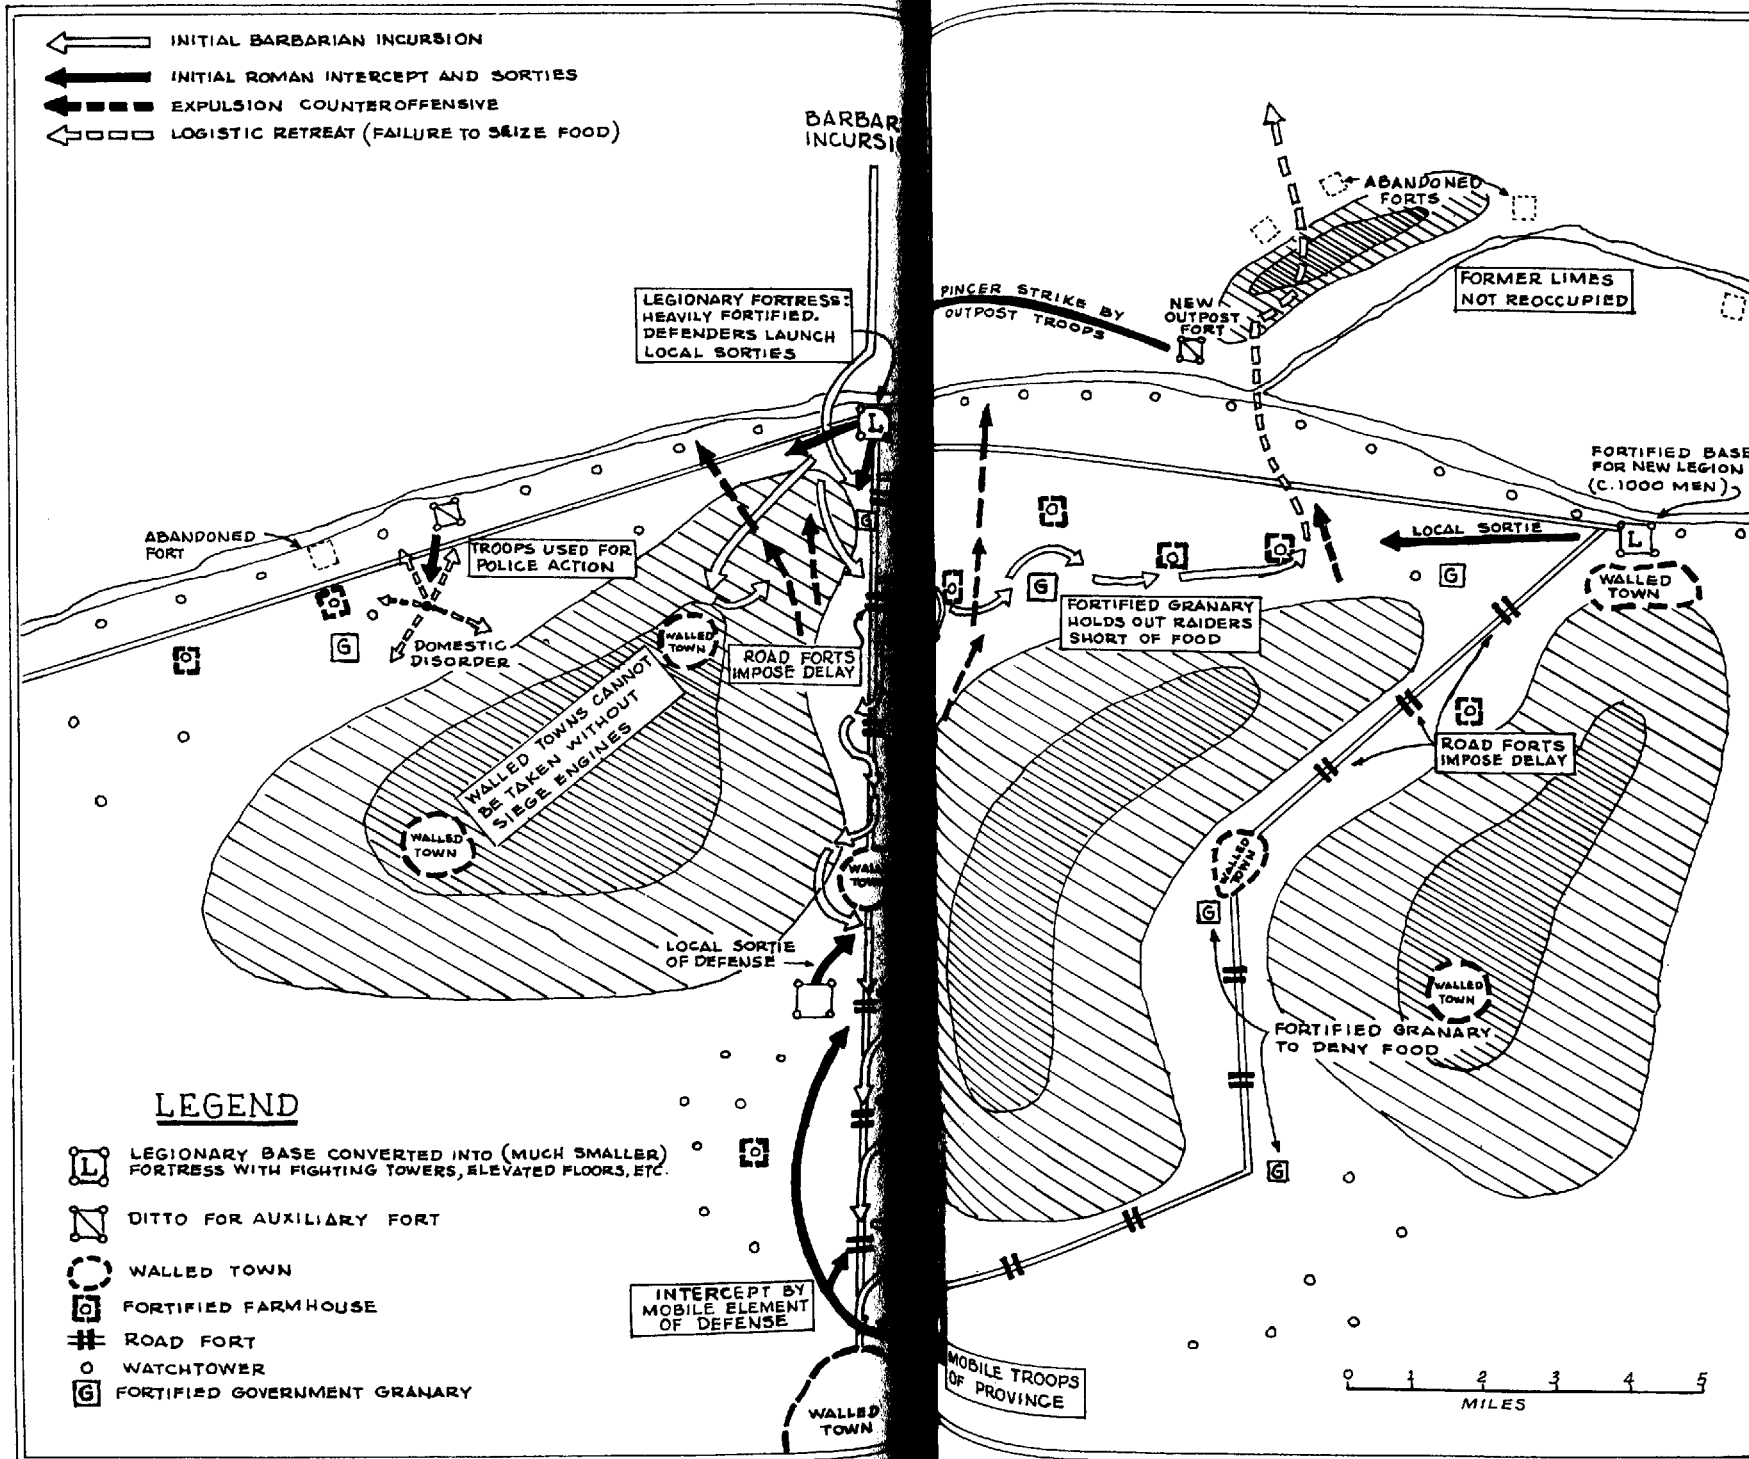 INITIAL BARBARIAN INCURSION
INITIAL ROMAN INTERCEPT AND SORTIES
EXPULSION COUNTEROFFENSIVE
LOGISTIC RETREAT (FAILURE TO SEIZE FOOD)
BARBAR
INCURSI
LEGIONARY FORTRESS:
HEAVILY FORTIFIED.
DEFENDERS LAUNCH
LOCAL SORTIES
L
ABANDONED
FORT
TROOPS USED FOR
POLICE ACTION
DOMESTIC
DISORDER
G
G
WALLED
TOWN
ROAD FORTS
IMPOSE DELAY
WALLED TOWNS CANNOT
BE TAKEN WITHOUT
SIEGE ENGINES
WALLED
TOWN
WALL
TOW
LOCAL SORTIE
OF DEFENSE
INTERCEPT BY
MOBILE ELEMENT
OF DEFENSE
WALLED
TOWN
LEGEND
L
LEGIONARY BASE CONVERTED INTO (MUCH SMALLER)
FORTRESS WITH FIGHTING TOWERS, ELEVATED FLOORS, ETC.
DITTO FOR AUXILIARY FORT
WALLED TOWN
FORTIFIED FARMHOUSE
ROAD FORT
WATCHTOWER
G
FORTIFIED GOVERNMENT GRANARY
ABANDONED
FORTS
FORMER LIMES
NOT REOCCUPIED
PINCER STRIKE BY
OUTPOST TROOPS
NEW
OUTPOST
FORT
FORTIFIED BASE
FOR NEW LEGION
(C. 1000 MEN)
LOCAL SORTIE
L
WALLED
TOWN
G
G
FORTIFIED GRANARY
HOLDS OUT RAIDERS
SHORT OF FOOD
ROAD FORTS
IMPOSE DELAY
WALLED
TOWN
G
WALLED
TOWN
FORTIFIED GRANARY
TO DENY FOOD
G
MOBILE TROOPS
OF PROVINCE
0 1 2 3 4 5
MILES